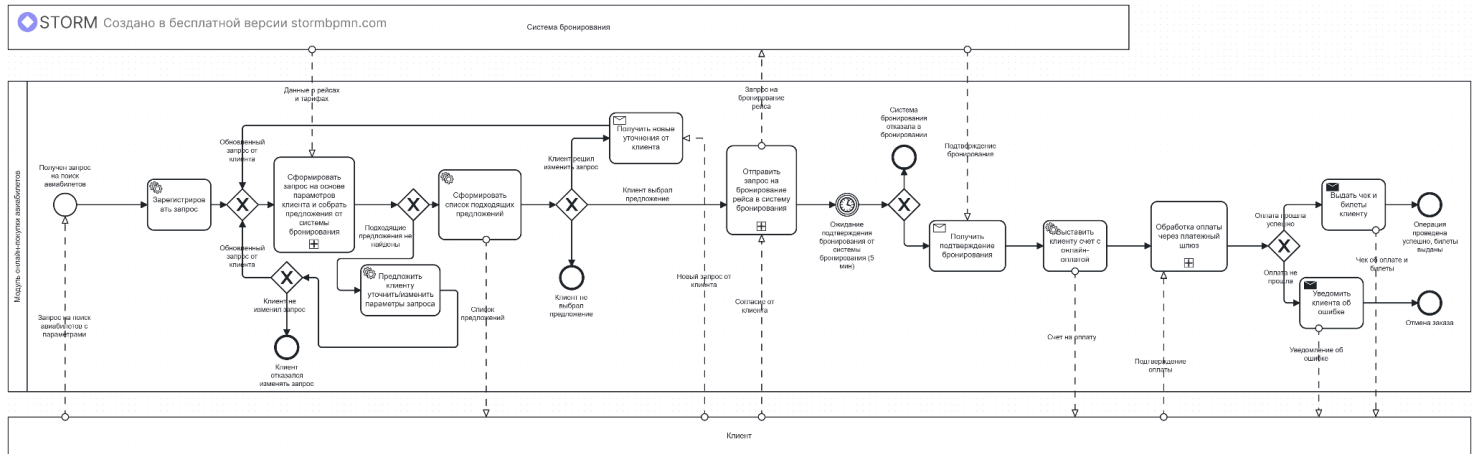 STORM Создано в бесплатной версии stormbpmn.com
Система бронирования
Данные о рейсах
и тарифах
Запрос на
бронирование
рейса
Подтверждение
бронирования
Модуль онлайн-покупки авиабилетов
Получен запрос
на поиск
авиабилетов
Запрос на поиск
авиабилетов с
параметрами
Зарегистриров
ать запрос
Обновленный
запрос от
клиента
Обновленный
запрос от
клиента
Сформировать
запрос на основе
параметров
клиента и собрать
предложения от
системы
бронирования
Подходящие
предложения не
найдены
Предложить
клиенту
уточнить/изменить
параметры запроса
Клиент не
изменил запрос
Клиент
отказался
изменять запрос
Сформировать
список подходящих
предложений
Список
предложений
Клиент решил
изменить запрос
Получить новые
уточнения от
клиента
Клиент выбрал
предложение
Клиент не
выбрал
предложение
Новый запрос от
клиента
Отправить
запрос на
бронирование
рейса в систему
бронирования
Согласие от
клиента
Ожидание
подтверждения
бронирования от
системы
бронирования (5
мин)
Система
бронирования
отказала в
бронировании
Получить
подтверждение
бронирования
Выставить
клиенту счет с
онлайн-
оплатой
Счет на оплату
Обработка оплаты
через платежный
шлюз
Подтверждение
оплаты
Оплата прошла
успешно
Оплата не
прошла
Выдать чек и
билеты
клиенту
Операция
проведена
успешно, билеты
выданы
Чек об оплате и
билеты
Уведомить
клиента об
ошибке
Отмена заказа
Уведомление об
ошибке
Клиент